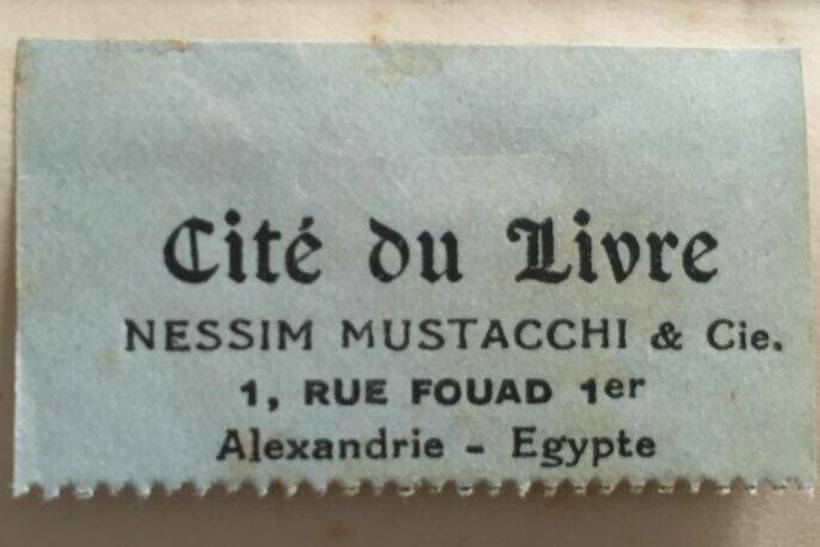 Cité du Livre
NESSIM MUSTACCHI & Cie.
1, RUE FOUAD 1er
Alexandrie - Egypte